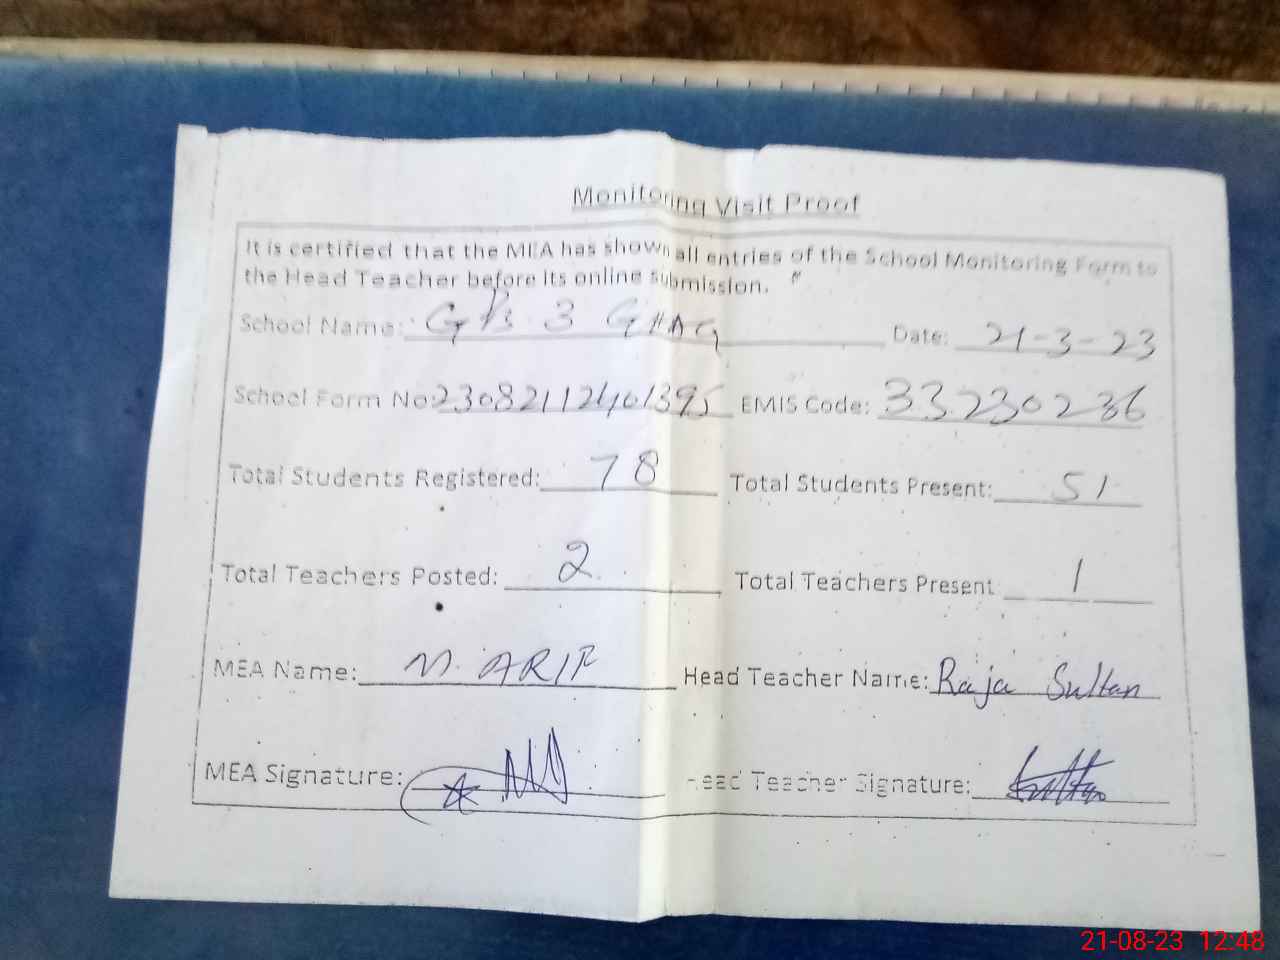 Monitoring Visit Proof
It is certified that the MEA has shown all entries of the School Monitoring Form to
the Head Teacher before its online submission.
School Name: GPS 3 GHAG Date: 21-3-23
School Form No: 23082112401395 EMIS Code: 33230236
Total Students Registered: 78 Total Students Present: 51
Total Teachers Posted: 2 Total Teachers Present 1
MEA Name: M. ARIF Head Teacher Name: Raja Sultan
MEA Signature: Head Teacher Signature:
21-08-23 12:48